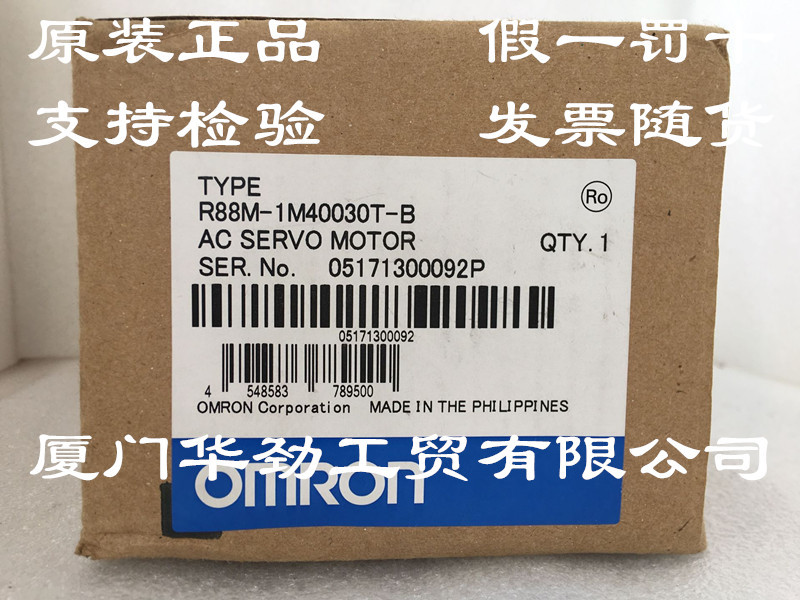 原装正品 假一罚十
支持检验 发票随货
TYPE
R88M-1M40030T-B
Ro
AC SERVO MOTOR QTY. 1
SER. No. 05171300092P
05171300092
4 548583 789500
OMRON Corporation MADE IN THE PHILIPPINES
厦门华劲工贸有限公司
OMRON